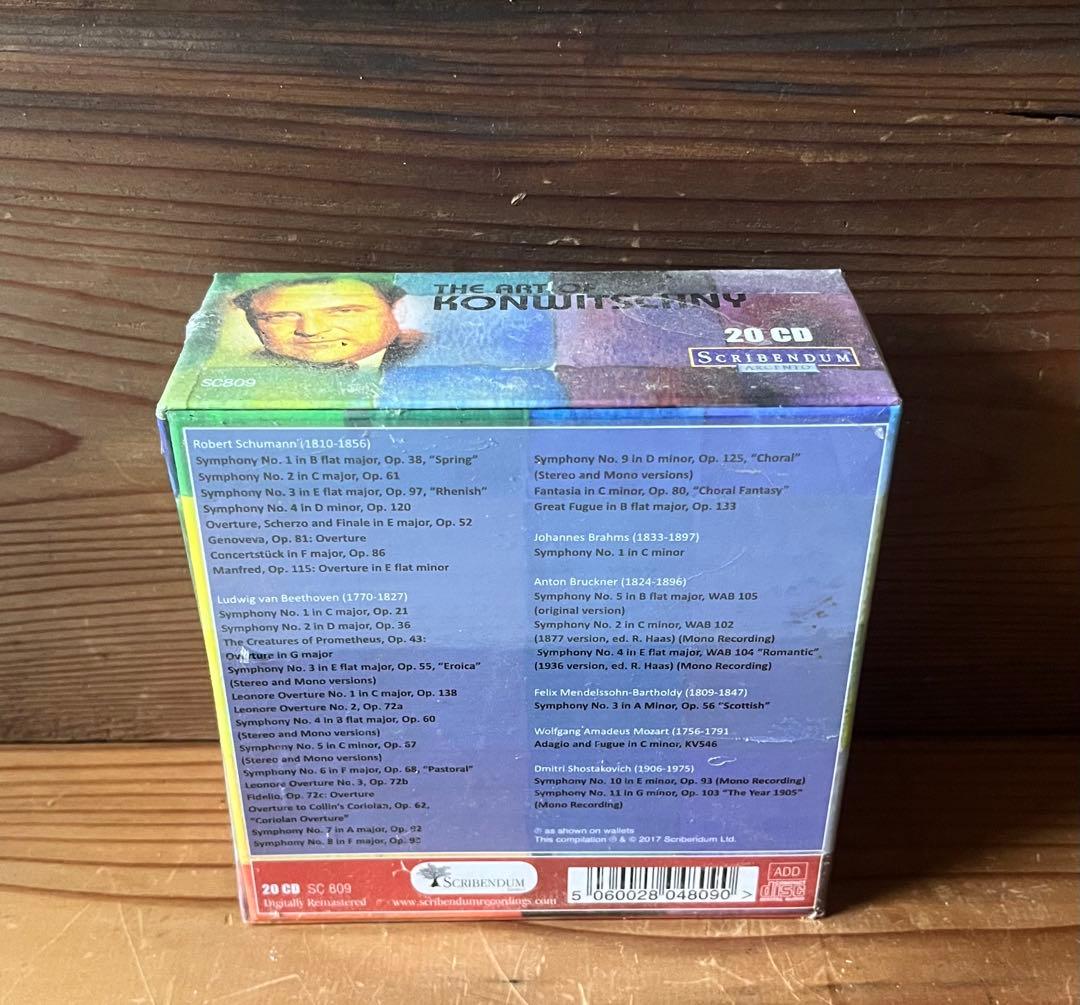 THE ART OF
KONWITSCHNY
20 CD
SCRIBENDUM
ARGENTO
SC809
Robert Schumann (1810-1856)
Symphony No. 1 in B flat major, Op. 38, “Spring”
Symphony No. 2 in C major, Op. 61
Symphony No. 3 in E flat major, Op. 97, “Rhenish”
Symphony No. 4 in D minor, Op. 120
Overture, Scherzo and Finale in E major, Op. 52
Genoveva, Op. 81: Overture
Concertstück in F major, Op. 86
Manfred, Op. 115: Overture in E flat minor
Ludwig van Beethoven (1770-1827)
Symphony No. 1 in C major, Op. 21
Symphony No. 2 in D major, Op. 36
The Creatures of Prometheus, Op. 43:
Overture in G major
Symphony No. 3 in E flat major, Op. 55, “Eroica”
(Stereo and Mono versions)
Leonore Overture No. 1 in C major, Op. 138
Leonore Overture No. 2, Op. 72a
Symphony No. 4 in B flat major, Op. 60
(Stereo and Mono versions)
Symphony No. 5 in C minor, Op. 67
(Stereo and Mono versions)
Symphony No. 6 in F major, Op. 68, “Pastoral”
Leonore Overture No. 3, Op. 72b
Fidelio, Op. 72c: Overture
Overture to Collin's Coriolan, Op. 62,
“Coriolan Overture”
Symphony No. 7 in A major, Op. 92
Symphony No. 8 in F major, Op. 93
Symphony No. 9 in D minor, Op. 125, “Choral”
(Stereo and Mono versions)
Fantasia in C minor, Op. 80, “Choral Fantasy”
Great Fugue in B flat major, Op. 133
Johannes Brahms (1833-1897)
Symphony No. 1 in C minor
Anton Bruckner (1824-1896)
Symphony No. 5 in B flat major, WAB 105
(original version)
Symphony No. 2 in C minor, WAB 102
(1877 version, ed. R. Haas) (Mono Recording)
Symphony No. 4 in E flat major, WAB 104 “Romantic”
(1936 version, ed. R. Haas) (Mono Recording)
Felix Mendelssohn-Bartholdy (1809-1847)
Symphony No. 3 in A Minor, Op. 56 “Scottish”
Wolfgang Amadeus Mozart (1756-1791
Adagio and Fugue in C minor, KV546
Dmitri Shostakovich (1906-1975)
Symphony No. 10 in E minor, Op. 93 (Mono Recording)
Symphony No. 11 in G minor, Op. 103 “The Year 1905”
(Mono Recording)
℗ as shown on wallets
This compilation ℗ & © 2017 Scribendum Ltd.
20 CD SC 809
Digitally Remastered
SCRIBENDUM
www.scribendumrecordings.com
5 060028 048090 >
ADD
COMPACT
disc
DIGITAL AUDIO